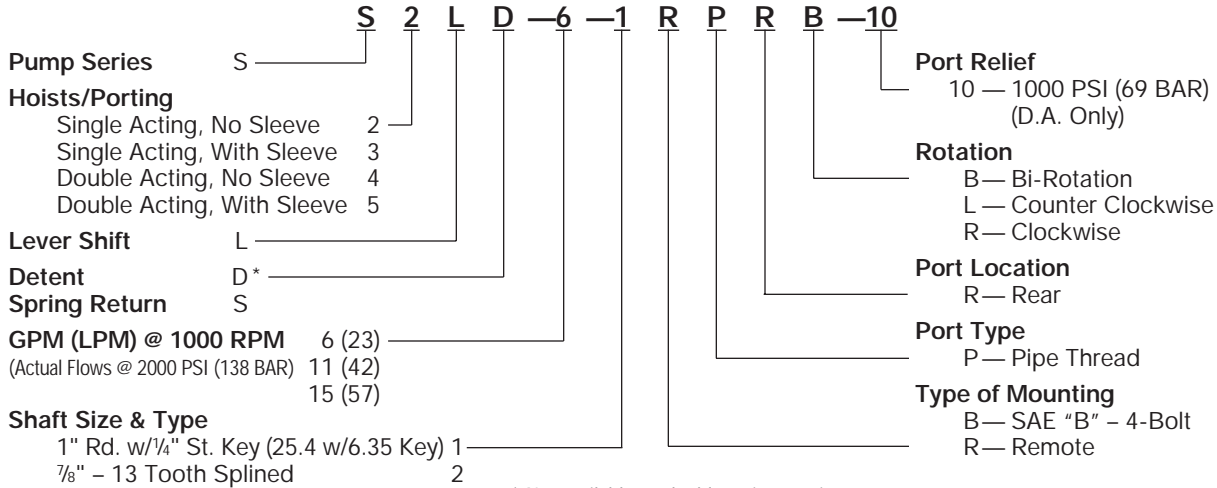 S 2 L D —6 —1 R P R B —10
Pump Series S
Hoists/Porting
Single Acting, No Sleeve 2
Single Acting, With Sleeve 3
Double Acting, No Sleeve 4
Double Acting, With Sleeve 5
Lever Shift L
Detent D*
Spring Return S
GPM (LPM) @ 1000 RPM 6 (23)
(Actual Flows @ 2000 PSI (138 BAR) 11 (42)
15 (57)
Shaft Size & Type
1" Rd. w/¼" St. Key (25.4 w/6.35 Key) 1
⅞" – 13 Tooth Splined 2
Port Relief
10 — 1000 PSI (69 BAR)
(D.A. Only)
Rotation
B — Bi-Rotation
L — Counter Clockwise
R — Clockwise
Port Location
R — Rear
Port Type
P — Pipe Thread
Type of Mounting
B — SAE "B" – 4-Bolt
R — Remote